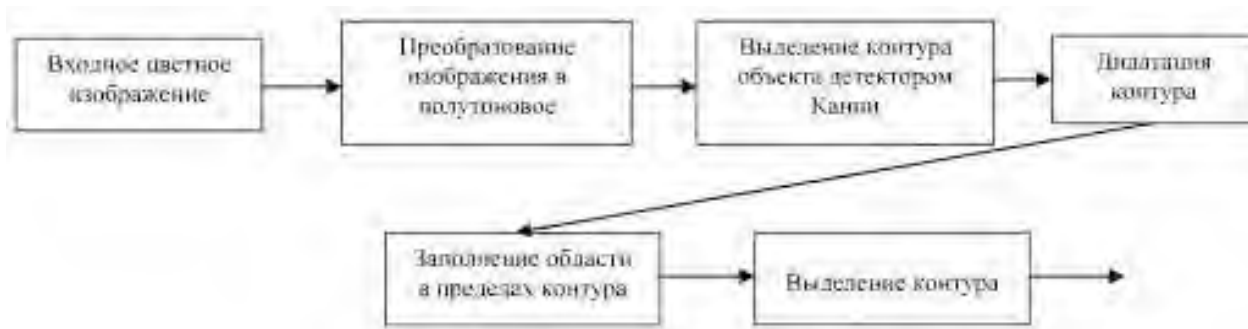 Входное цветное
изображение
Преобразование
изображения в
полутоновое
Выделение контура
объекта детектором
Канни
Дилатация
контура
Заполнение области
в пределах контура
Выделение контура